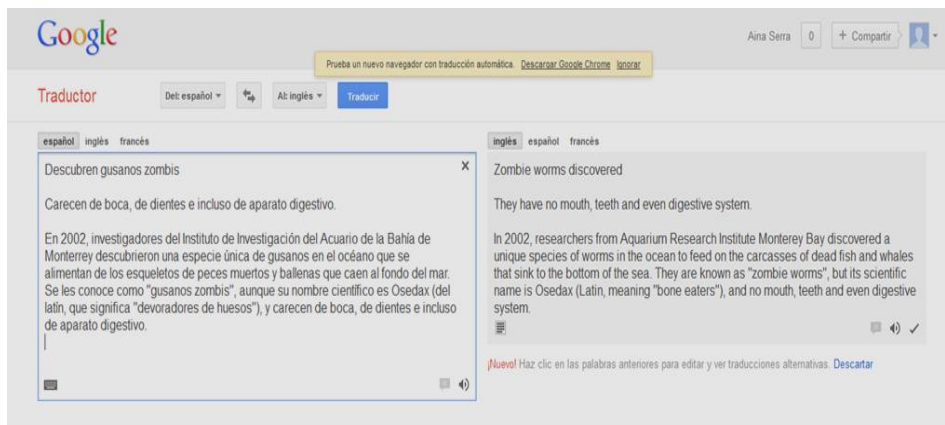 Google
Aina Serra 0 + Compartir
Prueba un nuevo navegador con traducción automática. Descargar Google Chrome Ignorar
Traductor Del: español Al: inglés Traducir
español inglés francés
Descubren gusanos zombis
Carecen de boca, de dientes e incluso de aparato digestivo.
En 2002, investigadores del Instituto de Investigación del Acuario de la Bahía de
Monterrey descubrieron una especie única de gusanos en el océano que se
alimentan de los esqueletos de peces muertos y ballenas que caen al fondo del mar.
Se les conoce como "gusanos zombis", aunque su nombre científico es Osedax (del
latín, que significa "devoradores de huesos"), y carecen de boca, de dientes e incluso
de aparato digestivo.
inglés español francés
Zombie worms discovered
They have no mouth, teeth and even digestive system.
In 2002, researchers from Aquarium Research Institute Monterey Bay discovered a
unique species of worms in the ocean to feed on the carcasses of dead fish and whales
that sink to the bottom of the sea. They are known as "zombie worms", but its scientific
name is Osedax (Latin, meaning "bone eaters"), and no mouth, teeth and even digestive
system.
¡Nuevo! Haz clic en las palabras anteriores para editar y ver traducciones alternativas. Descartar